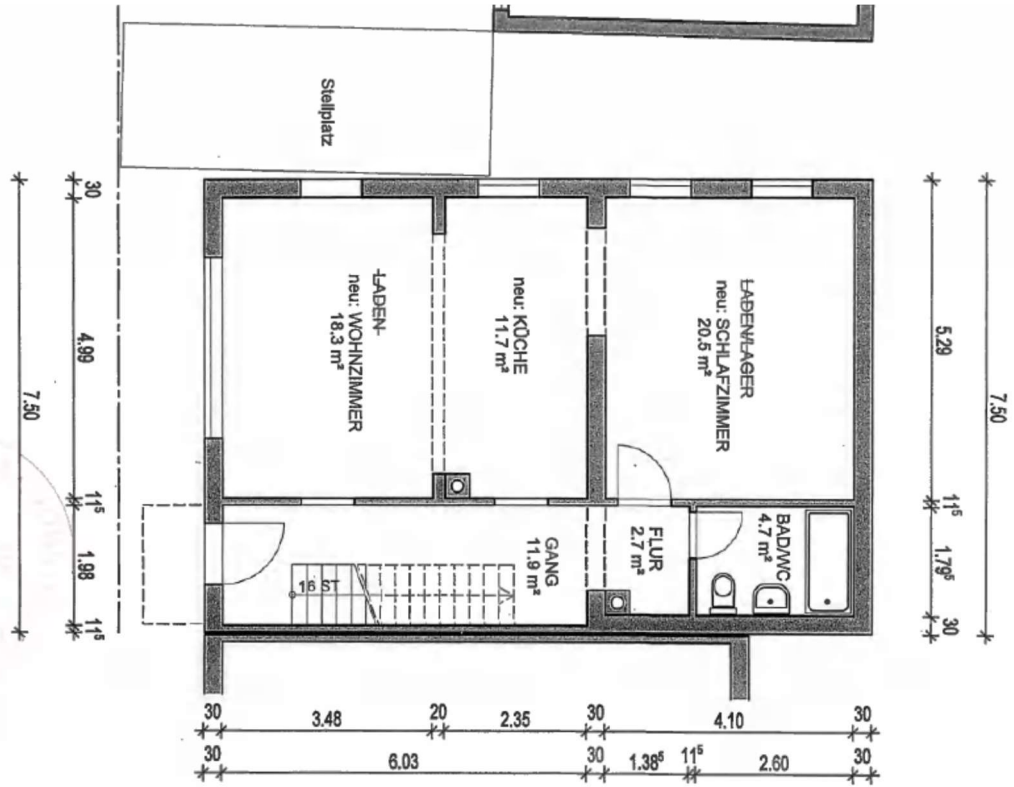 Stellplatz
LADEN
neu: WOHNZIMMER
18.3 m²
neu: KÜCHE
11.7 m²
LADEN/LAGER
neu: SCHLAFZIMMER
20.5 m²
GANG
11.9 m²
FLUR
2.7 m²
BAD/WC
4.7 m²
16 ST
7.50
30
4.99
11⁵
1.98
11⁵
5.29
11⁵
1.79⁵
30
7.50
30
3.48
20
2.35
30
4.10
30
30
6.03
30
1.38⁵
11⁵
2.60
30